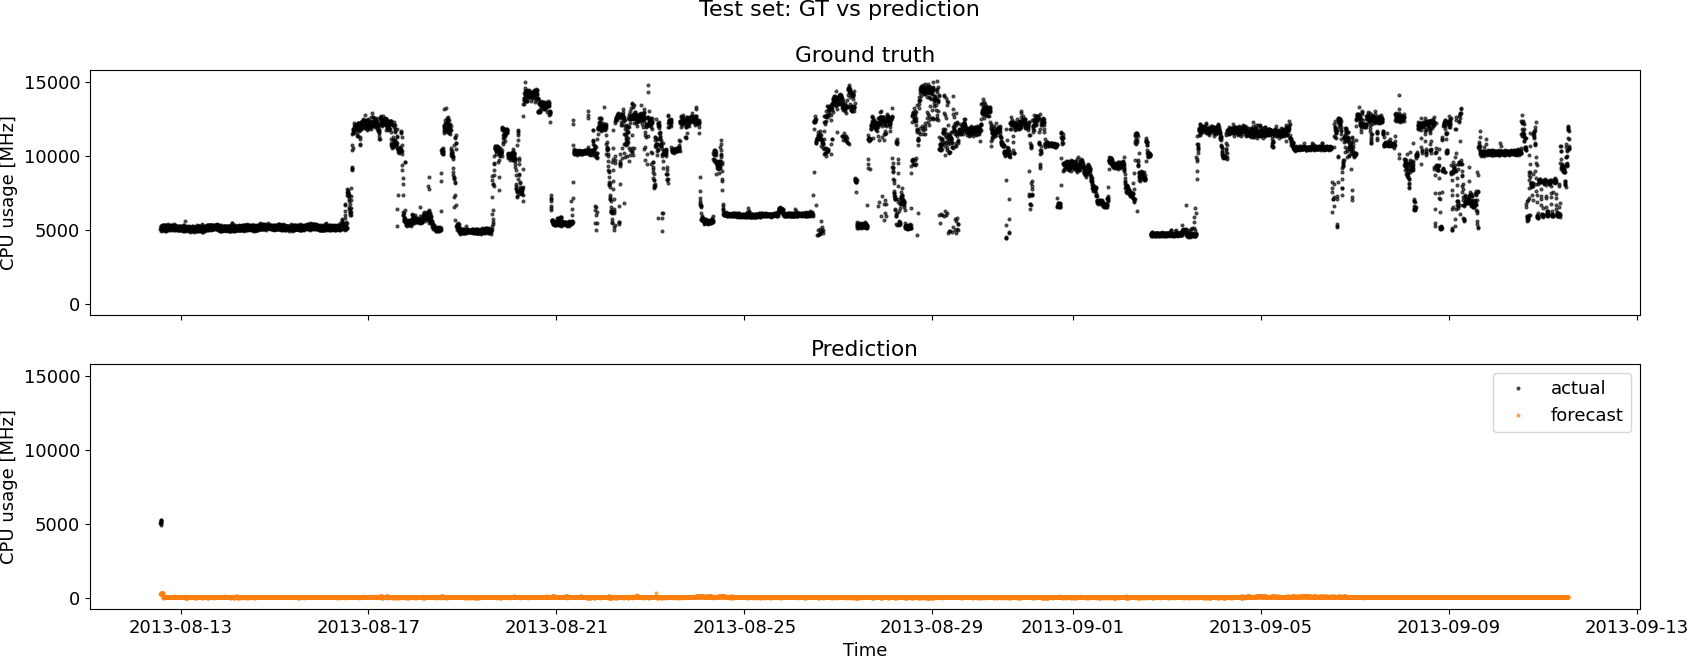 Test set: GT vs prediction
Ground truth
CPU usage [MHz]
15000
10000
5000
0
Prediction
CPU usage [MHz]
15000
10000
5000
0
actual
forecast
2013-08-13 2013-08-17 2013-08-21 2013-08-25 2013-08-29 2013-09-01 2013-09-05 2013-09-09 2013-09-13
Time